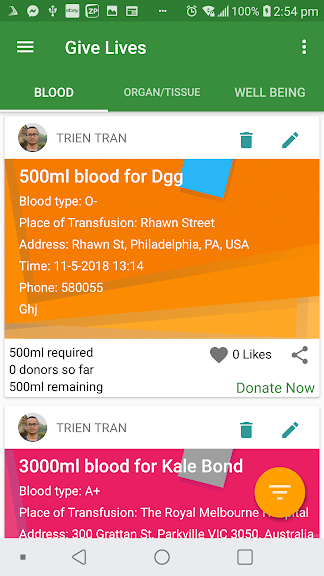 100% 2:54 pm
Give Lives
BLOOD ORGAN/TISSUE WELL BEING
TRIEN TRAN
500ml blood for Dgg
Blood type: O-
Place of Transfusion: Rhawn Street
Address: Rhawn St, Philadelphia, PA, USA
Time: 11-5-2018 13:14
Phone: 580055
Ghj
500ml required
0 Likes
0 donors so far
500ml remaining
Donate Now
TRIEN TRAN
3000ml blood for Kale Bond
Blood type: A+
Place of Transfusion: The Royal Melbourne Hospital
Address: 300 Grattan St, Parkville VIC 3050, Australia